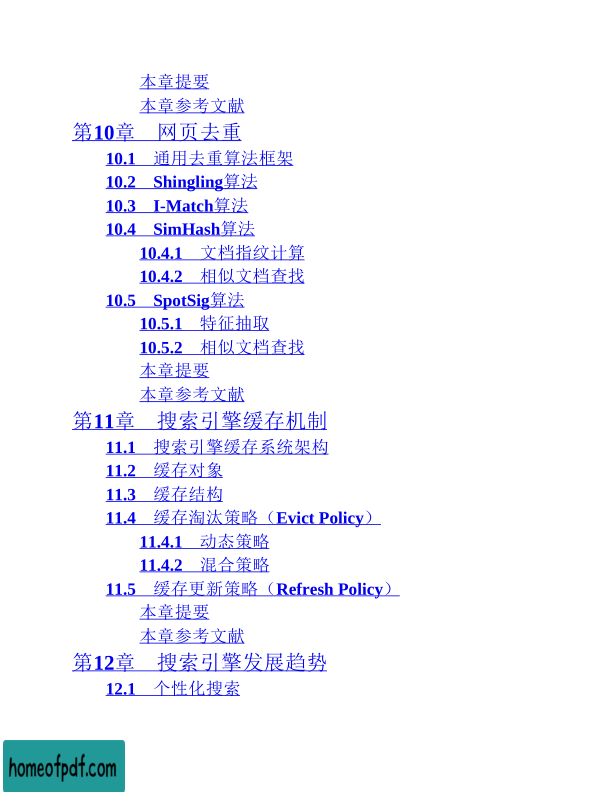 本章提要
本章参考文献
第10章　网页去重
10.1　通用去重算法框架
10.2　Shingling算法
10.3　I-Match算法
10.4　SimHash算法
10.4.1　文档指纹计算
10.4.2　相似文档查找
10.5　SpotSig算法
10.5.1　特征抽取
10.5.2　相似文档查找
本章提要
本章参考文献
第11章　搜索引擎缓存机制
11.1　搜索引擎缓存系统架构
11.2　缓存对象
11.3　缓存结构
11.4　缓存淘汰策略（Evict Policy）
11.4.1　动态策略
11.4.2　混合策略
11.5　缓存更新策略（Refresh Policy）
本章提要
本章参考文献
第12章　搜索引擎发展趋势
12.1　个性化搜索
homeofpdf.com